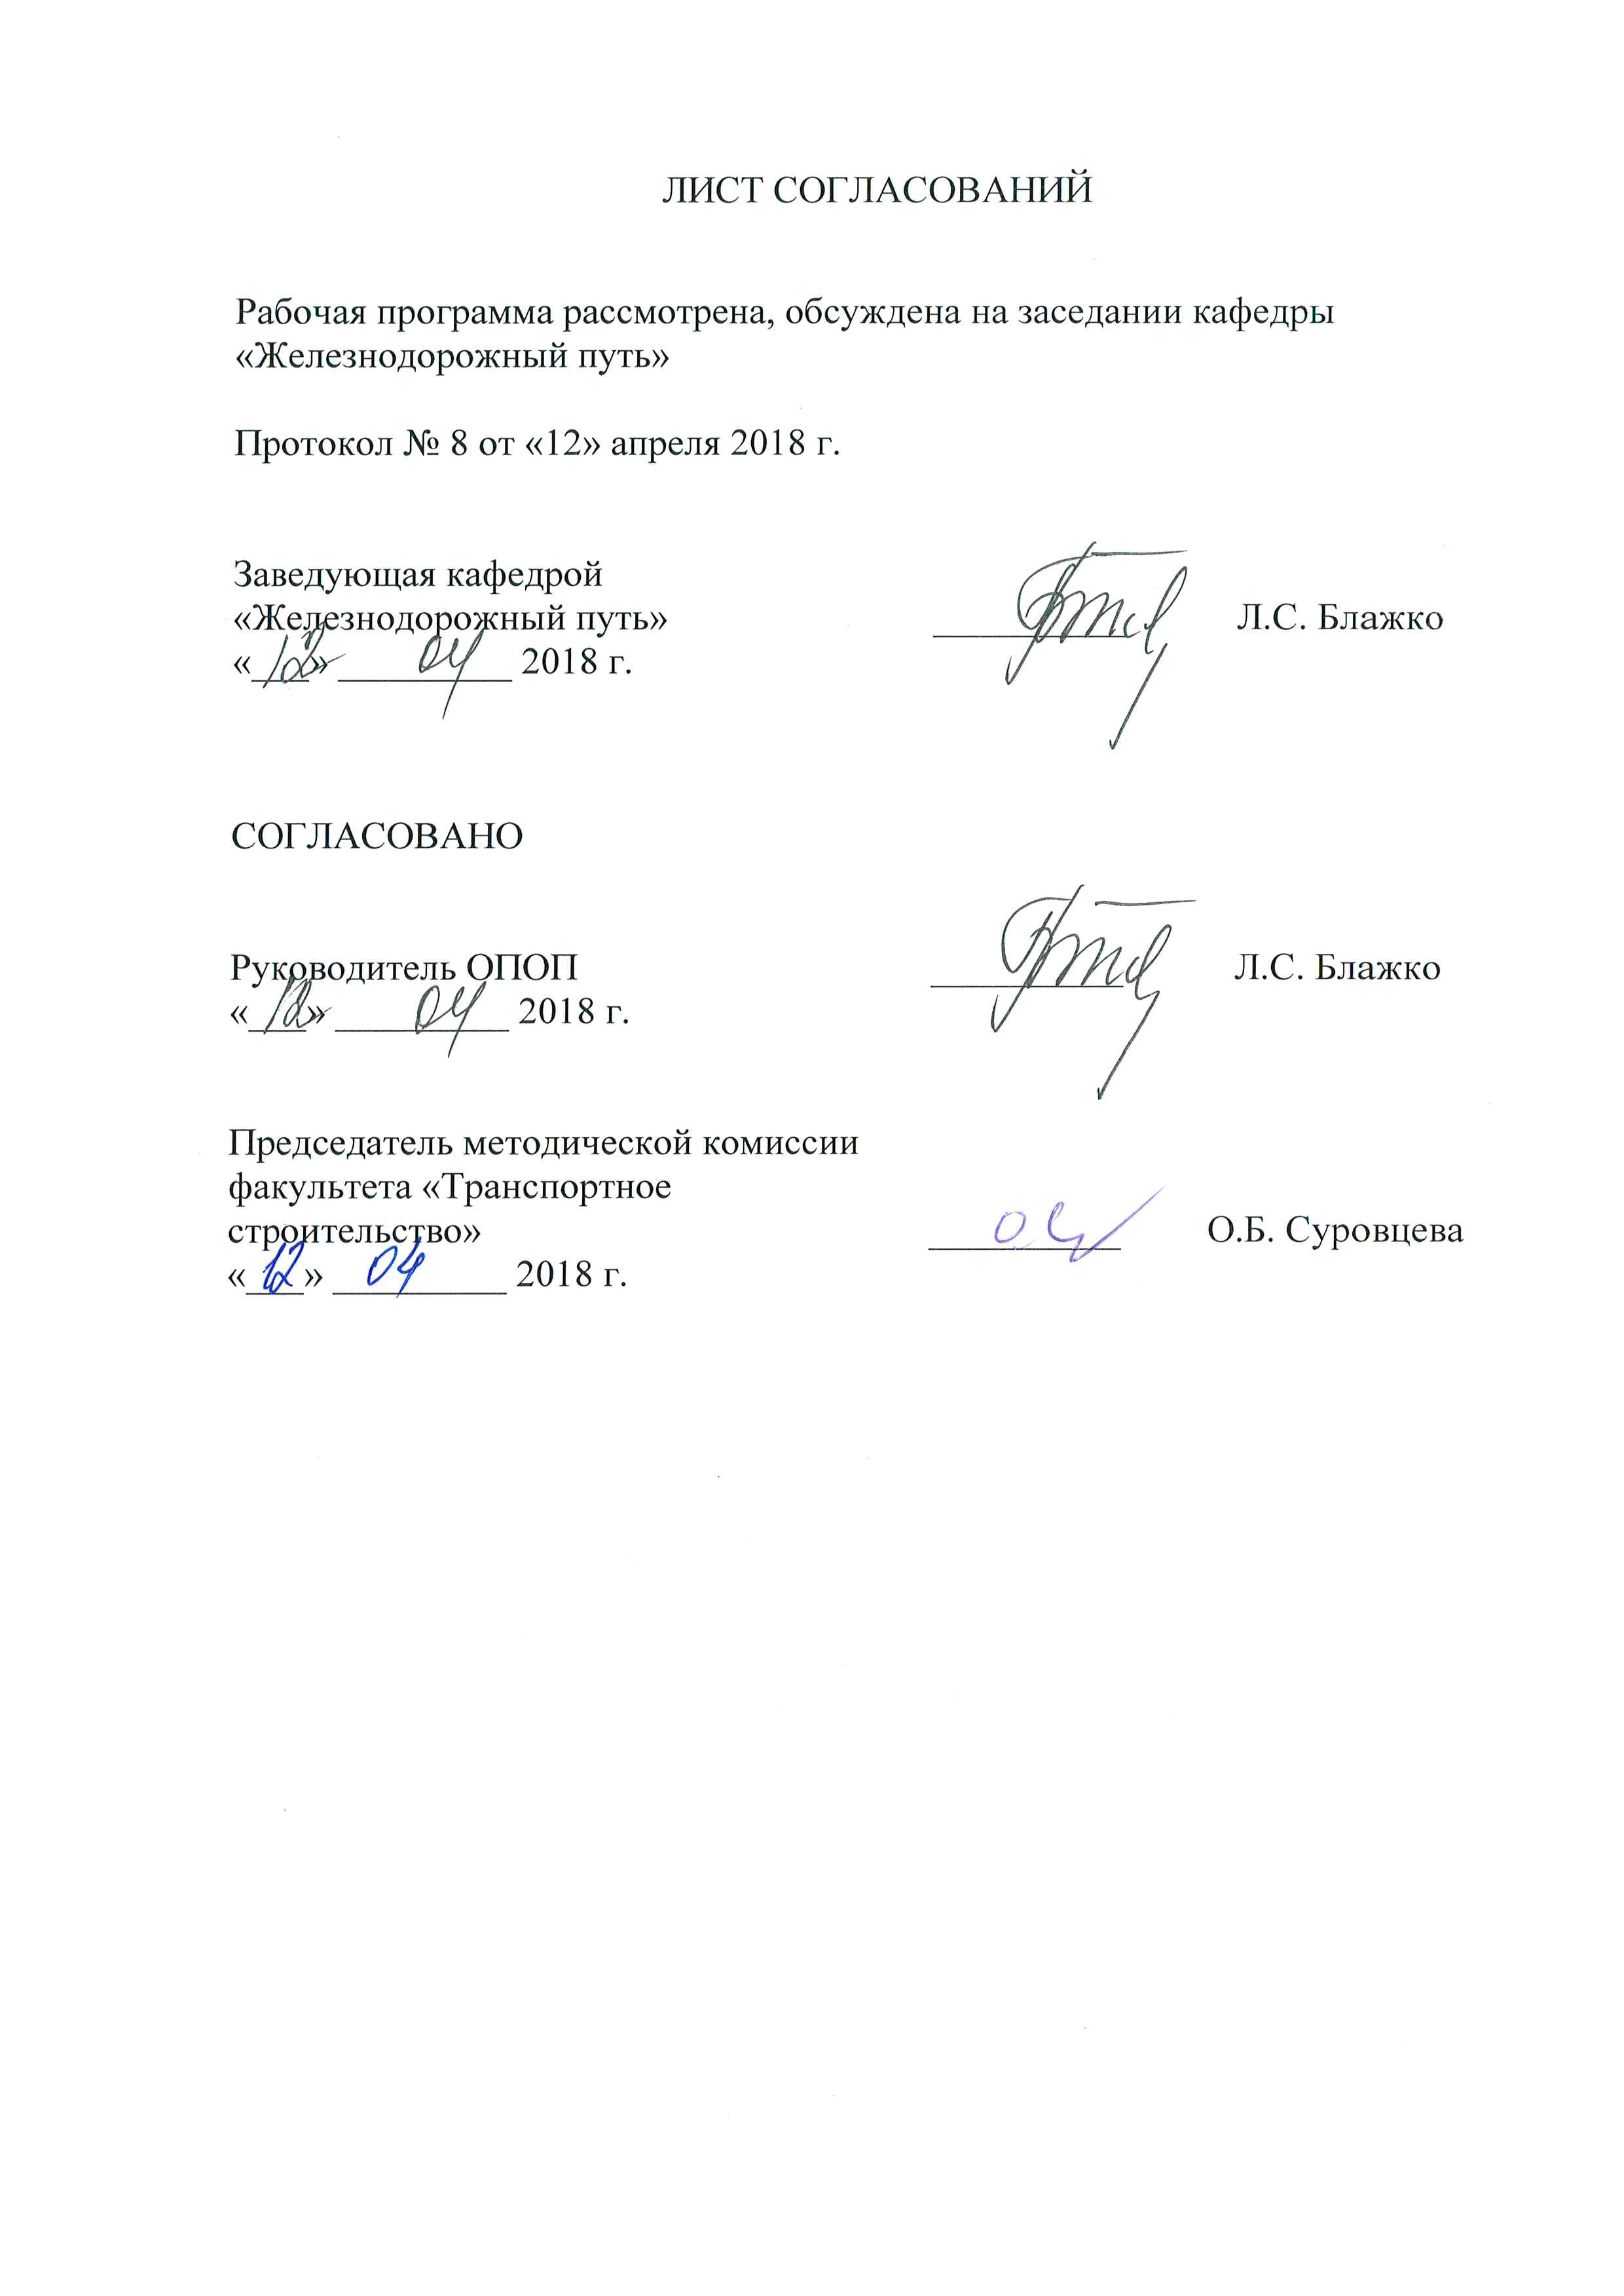 ЛИСТ СОГЛАСОВАНИЙ
Рабочая программа рассмотрена, обсуждена на заседании кафедры
«Железнодорожный путь»
Протокол № 8 от «12» апреля 2018 г.
Заведующая кафедрой
«Железнодорожный путь» Л.С. Блажко
«12» 04 2018 г.
СОГЛАСОВАНО
Руководитель ОПОП Л.С. Блажко
«12» 04 2018 г.
Председатель методической комиссии
факультета «Транспортное
строительство» О.Б. Суровцева
«12» 04 2018 г.